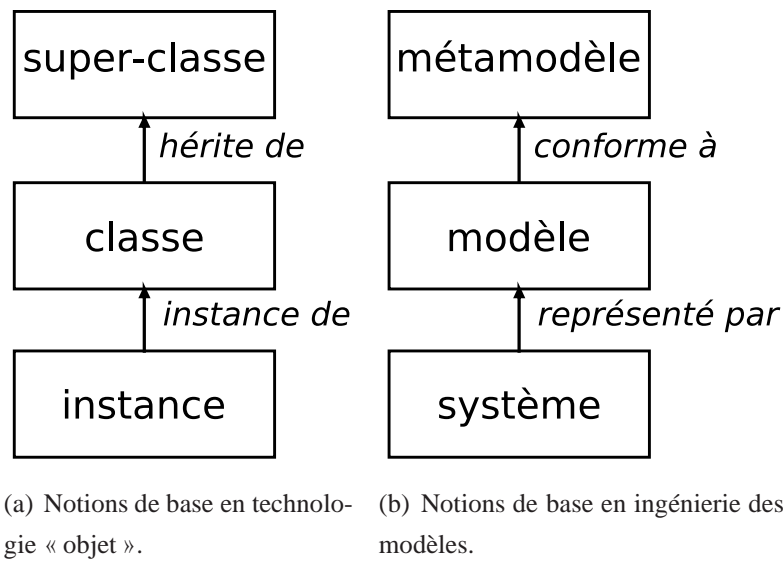 super-classe
hérite de
classe
instance de
instance
(a) Notions de base en technolo-
gie « objet ».
métamodèle
conforme à
modèle
représenté par
système
(b) Notions de base en ingénierie des
modèles.